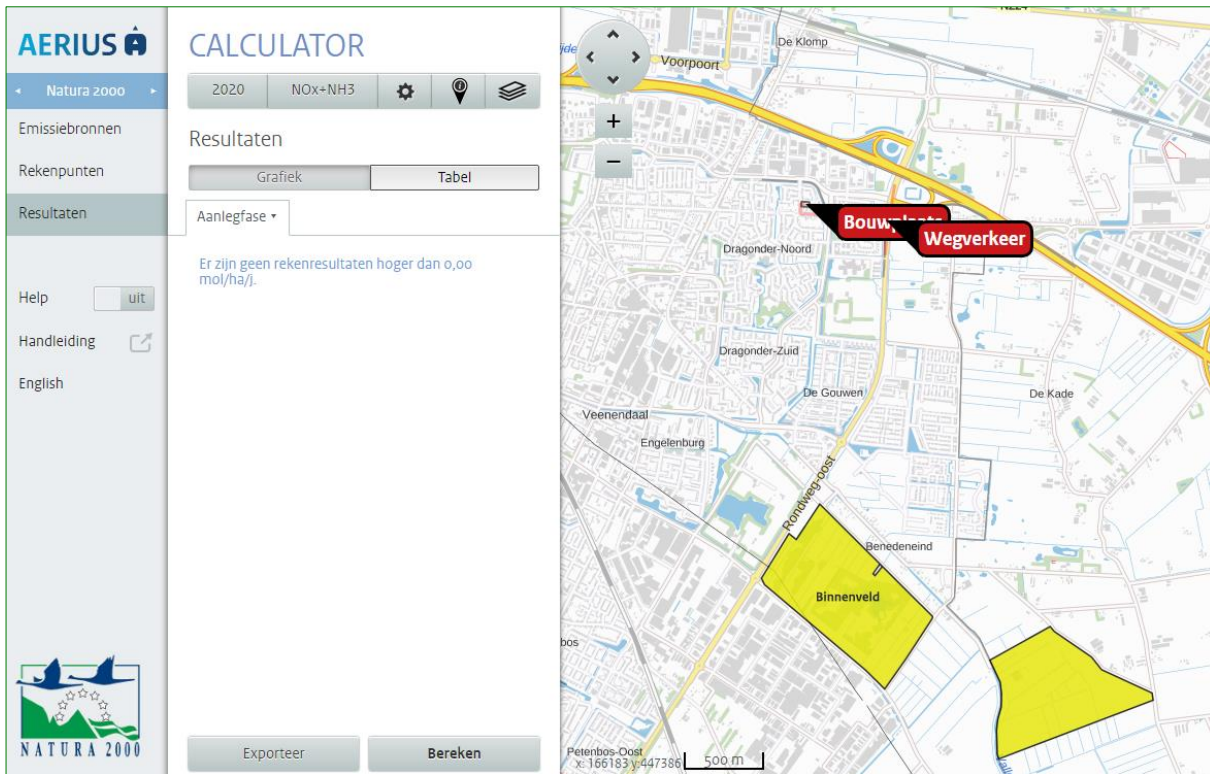 AERIUS
Natura 2000
Emissiebronnen
Rekenpunten
Resultaten
Help
uit
Handleiding
English
NATURA 2000
CALCULATOR
2020
NOx+NH3
Resultaten
Grafiek
Tabel
Aanlegfase
Er zijn geen rekenresultaten hoger dan 0,00
mol/ha/j.
Exporteer
Bereken
N224
De Klomp
Voorpoort
+
−
Bouwplaats
Wegverkeer
Dragonder-Noord
Dragonder-Zuid
De Gouwen
De Kade
Veenendaal
Engelenburg
Rondweg-oost
Benedeneind
Binnenveld
Petenbos-Oost
x: 166183 y:447386
500 m